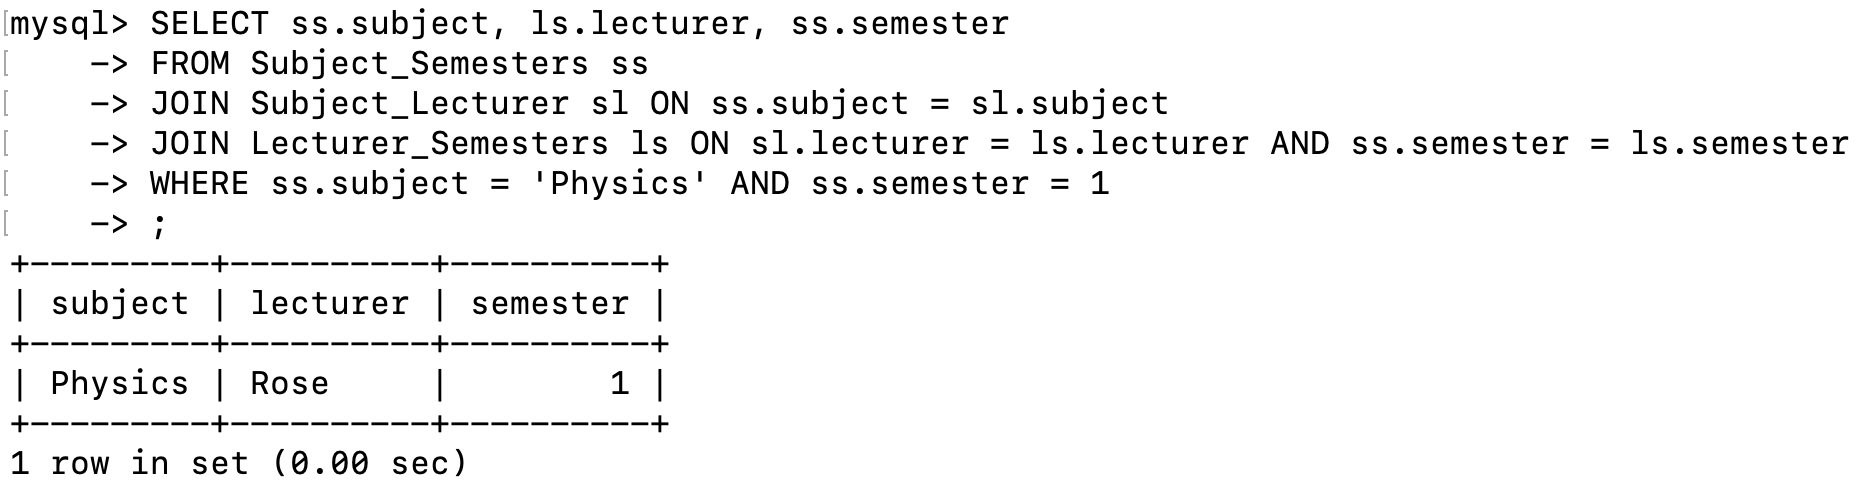 mysql> SELECT ss.subject, ls.lecturer, ss.semester
    -> FROM Subject_Semesters ss
    -> JOIN Subject_Lecturer sl ON ss.subject = sl.subject
    -> JOIN Lecturer_Semesters ls ON sl.lecturer = ls.lecturer AND ss.semester = ls.semester
    -> WHERE ss.subject = 'Physics' AND ss.semester = 1
    -> ;
+---------+----------+----------+
| subject | lecturer | semester |
+---------+----------+----------+
| Physics | Rose     |        1 |
+---------+----------+----------+
1 row in set (0.00 sec)